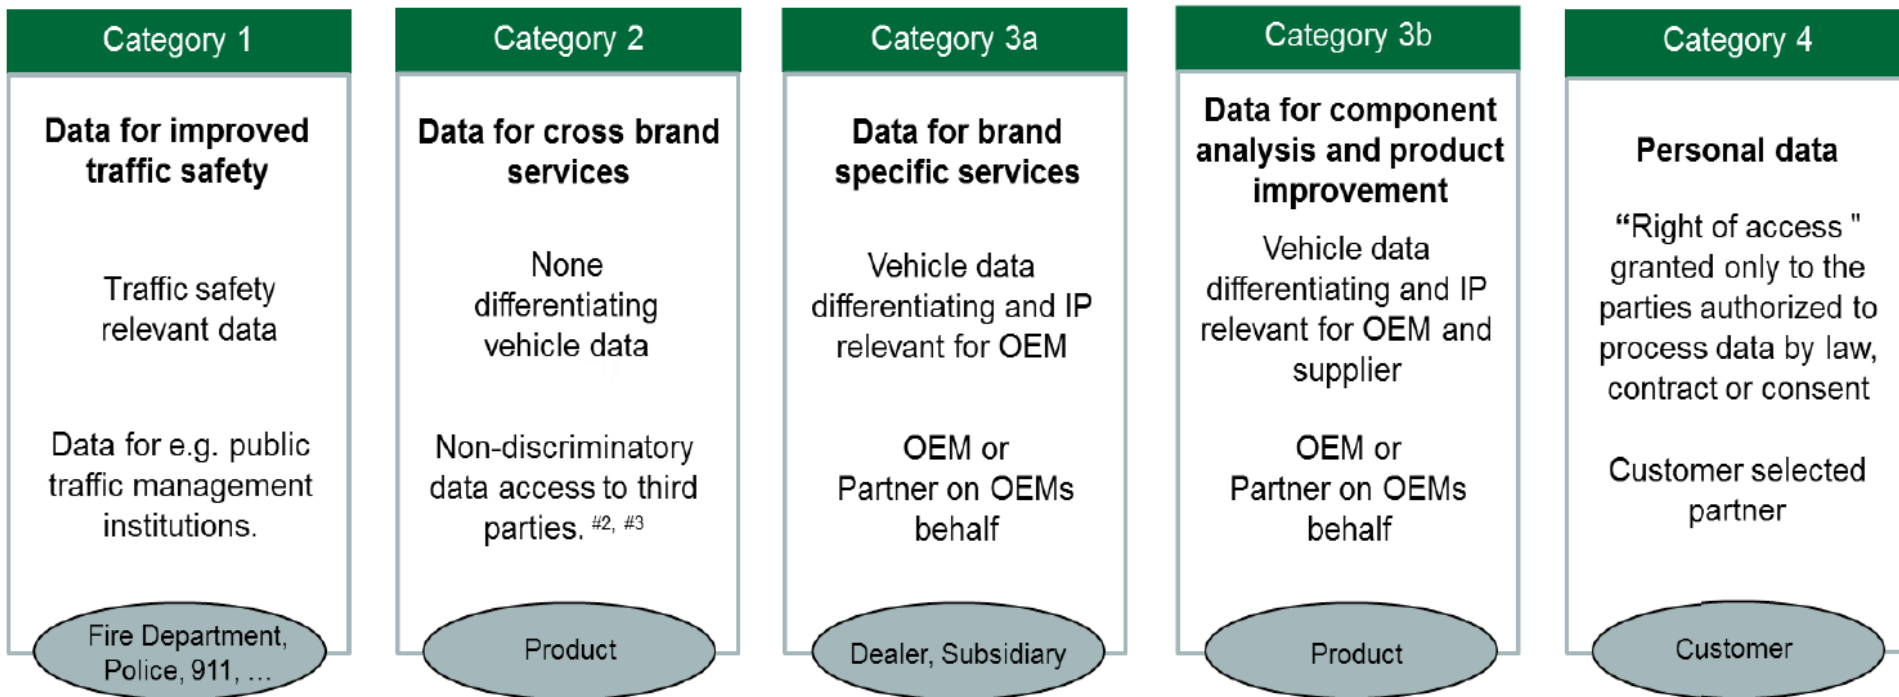 Category 1
Data for improved
traffic safety
Traffic safety
relevant data
Data for e.g. public
traffic management
institutions.
Fire Department,
Police, 911, ...
Category 2
Data for cross brand
services
None
differentiating
vehicle data
Non-discriminatory
data access to third
parties. #2, #3
Product
Category 3a
Data for brand
specific services
Vehicle data
differentiating and IP
relevant for OEM
OEM or
Partner on OEMs
behalf
Dealer, Subsidiary
Category 3b
Data for component
analysis and product
improvement
Vehicle data
differentiating and IP
relevant for OEM and
supplier
OEM or
Partner on OEMs
behalf
Product
Category 4
Personal data
“Right of access "
granted only to the
parties authorized to
process data by law,
contract or consent
Customer selected
partner
Customer